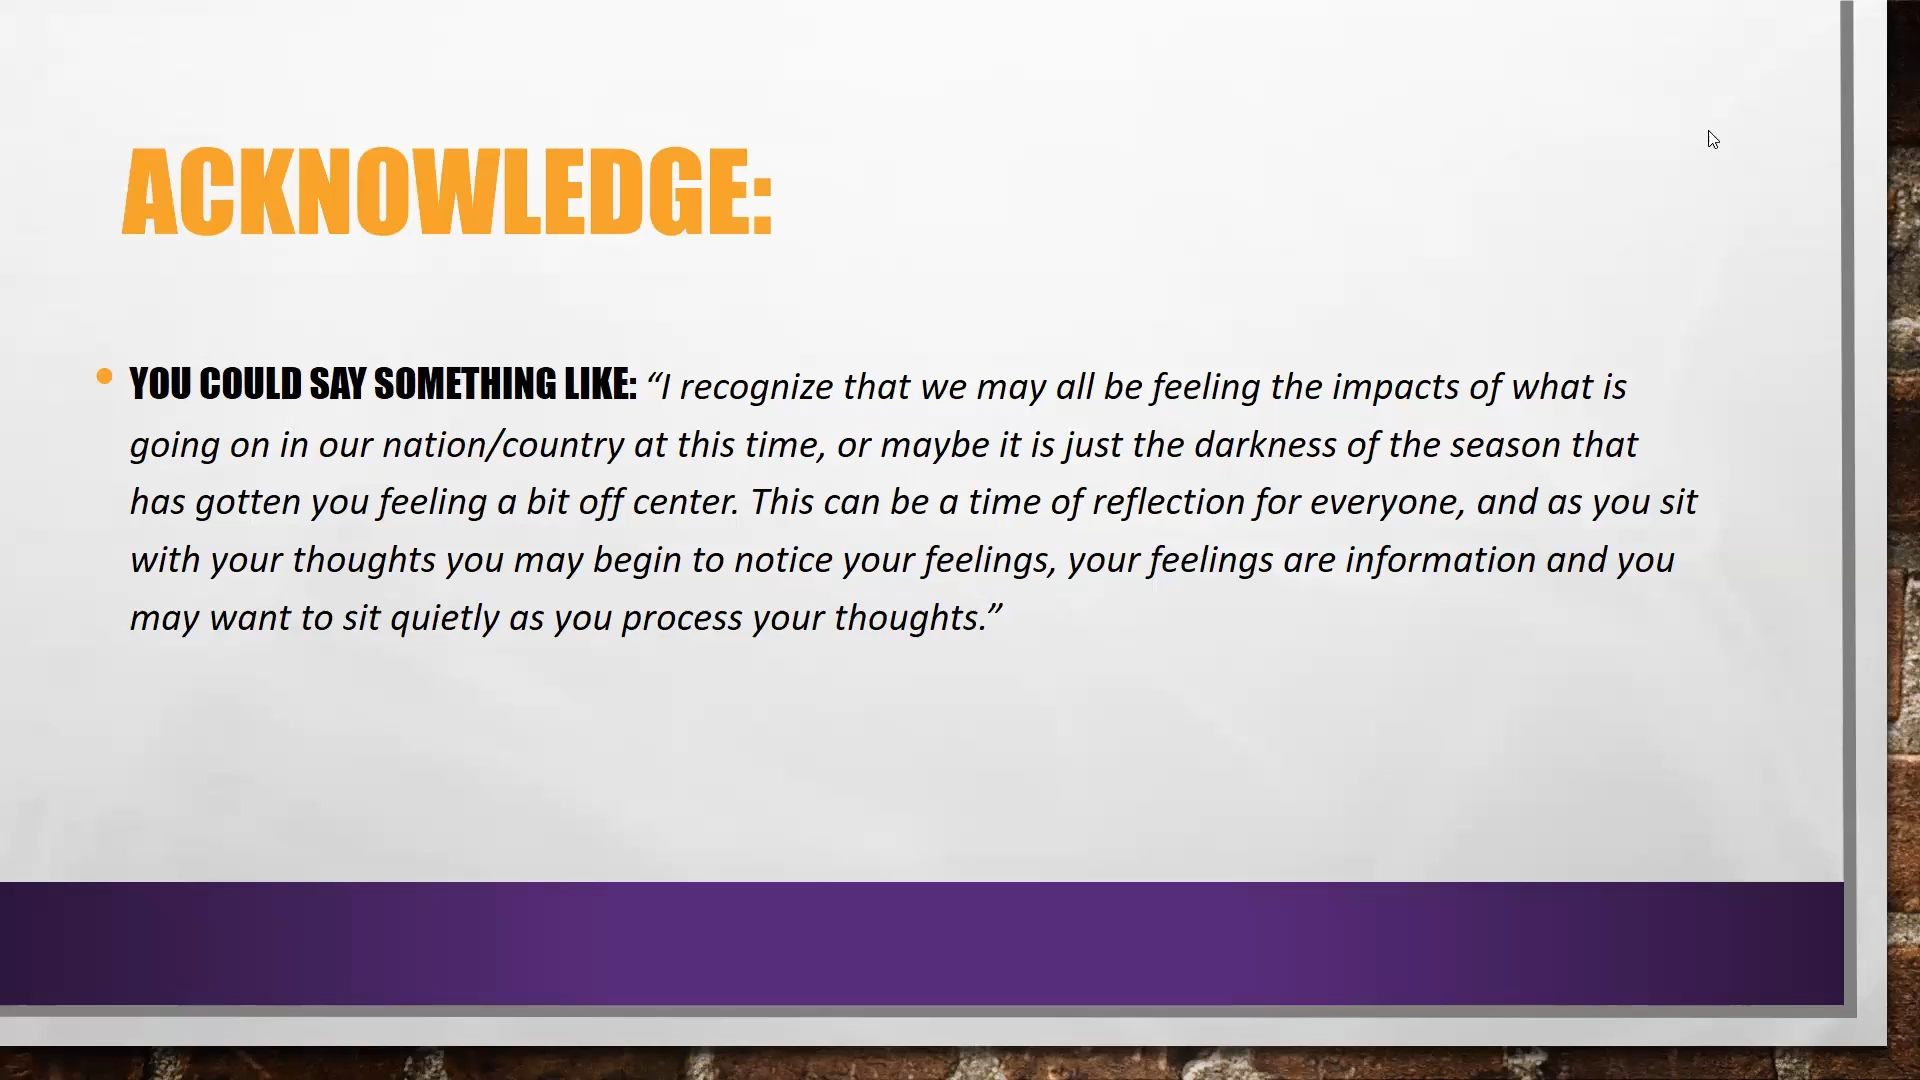 ACKNOWLEDGE:
• YOU COULD SAY SOMETHING LIKE: “I recognize that we may all be feeling the impacts of what is
going on in our nation/country at this time, or maybe it is just the darkness of the season that
has gotten you feeling a bit off center. This can be a time of reflection for everyone, and as you sit
with your thoughts you may begin to notice your feelings, your feelings are information and you
may want to sit quietly as you process your thoughts.”